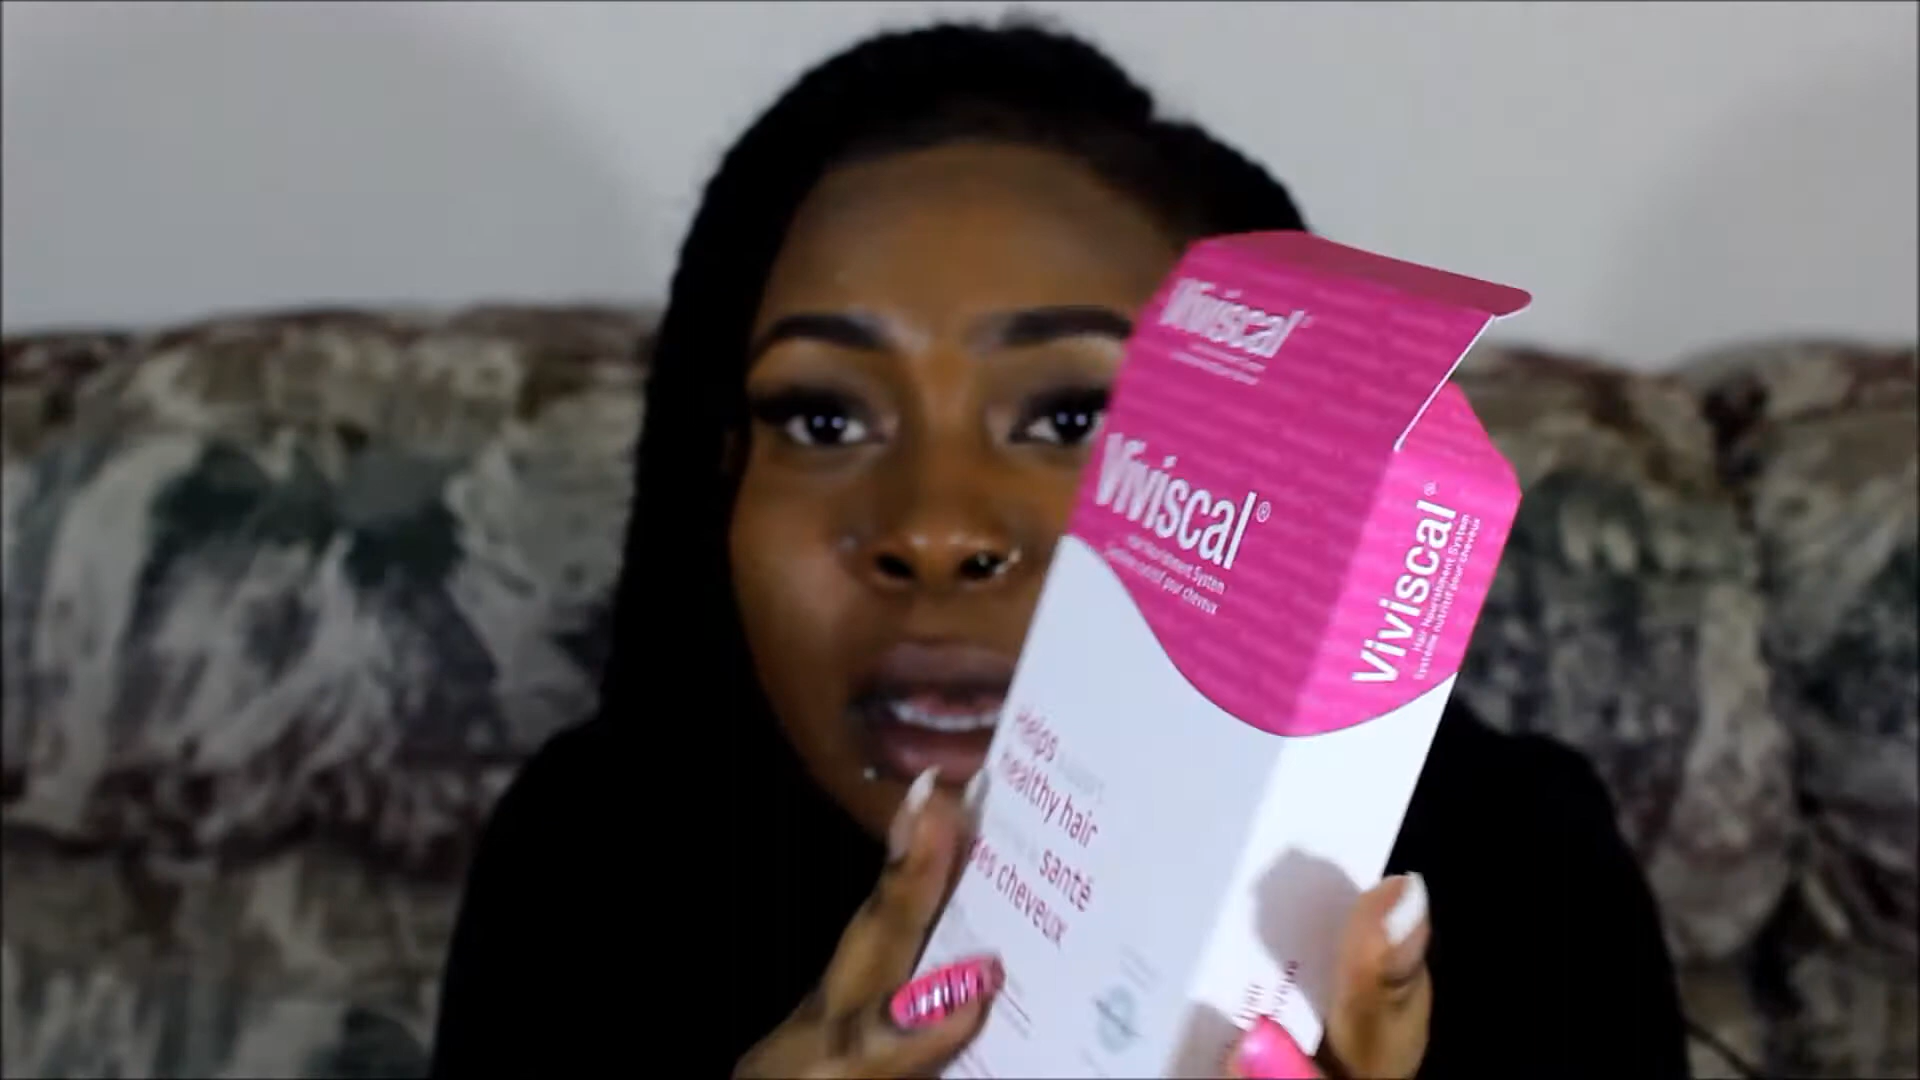 Viviscal
Viviscal®
Hair Nourishment System
Système nutritif pour cheveux
Helps
healthy hair
santé
des cheveux
Viviscal®
Hair Nourishment System
Système nutritif pour cheveux